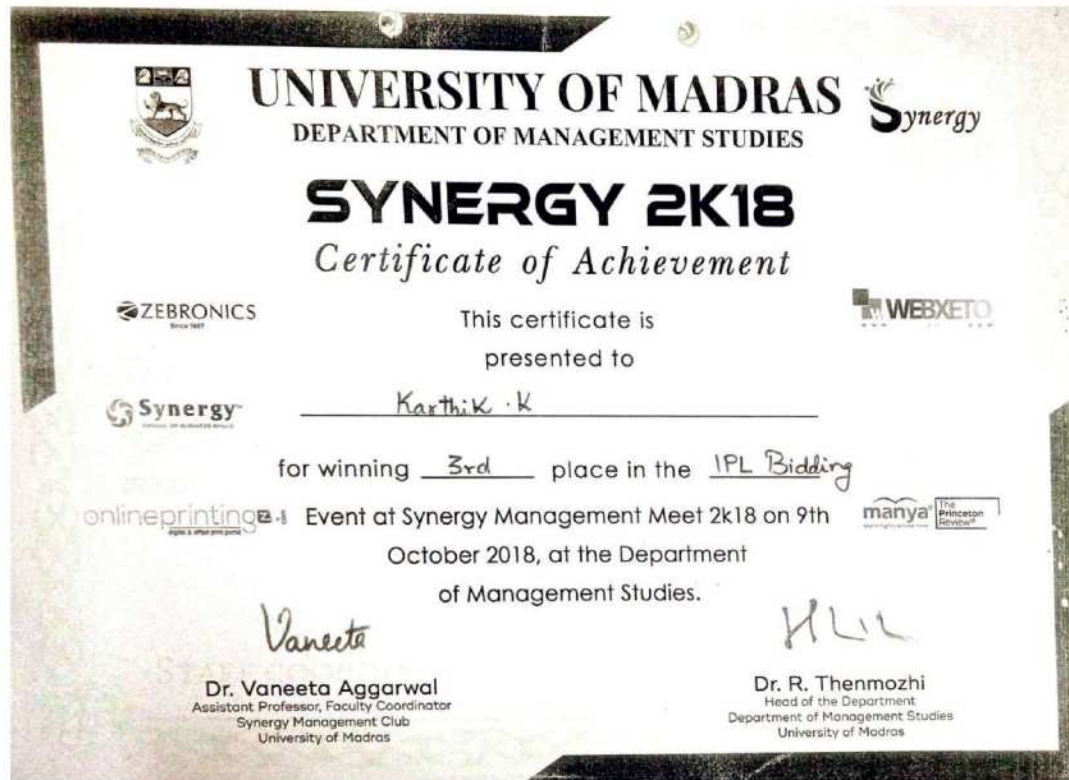 UNIVERSITY OF MADRAS
DEPARTMENT OF MANAGEMENT STUDIES
Synergy
SYNERGY 2K18
Certificate of Achievement
ZEBRONICS
Since 1997
WEBXETO
This certificate is
presented to
Karthik . K
Synergy
for winning 3rd place in the IPL Bidding
onlineprinting
manya
The Princeton Review
Event at Synergy Management Meet 2k18 on 9th
October 2018, at the Department
of Management Studies.
Vaneeta
Dr. Vaneeta Aggarwal
Assistant Professor, Faculty Coordinator
Synergy Management Club
University of Madras
Dr. R. Thenmozhi
Head of the Department
Department of Management Studies
University of Madras